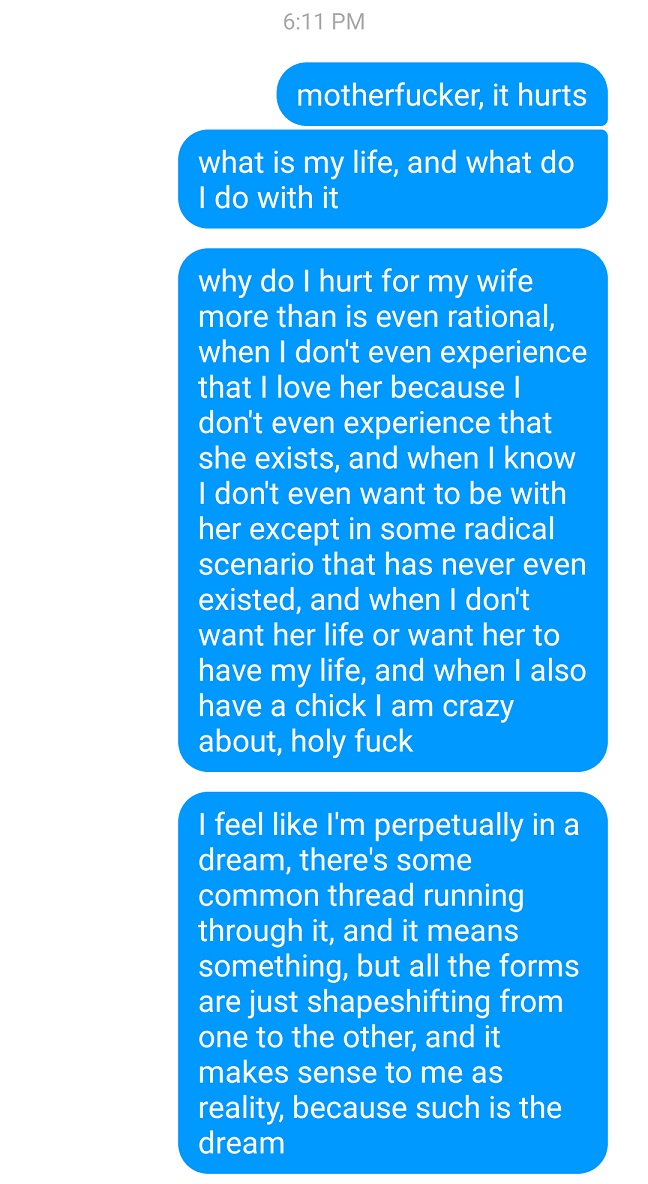 6:11 PM
motherfucker, it hurts
what is my life, and what do
I do with it
why do I hurt for my wife
more than is even rational,
when I don't even experience
that I love her because I
don't even experience that
she exists, and when I know
I don't even want to be with
her except in some radical
scenario that has never even
existed, and when I don't
want her life or want her to
have my life, and when I also
have a chick I am crazy
about, holy fuck
I feel like I'm perpetually in a
dream, there's some
common thread running
through it, and it means
something, but all the forms
are just shapeshifting from
one to the other, and it
makes sense to me as
reality, because such is the
dream